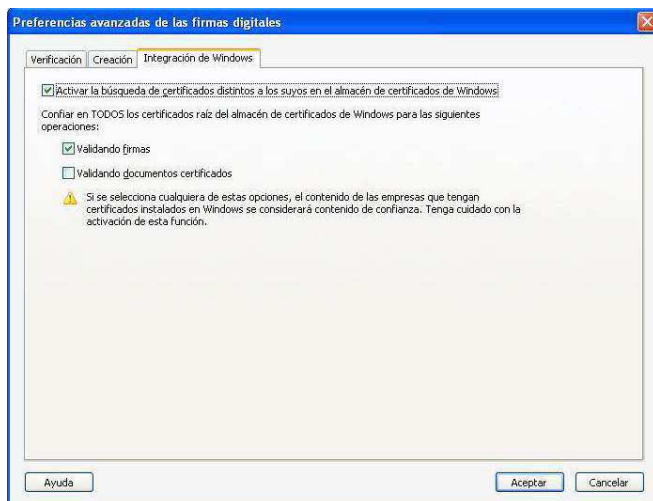 Preferencias avanzadas de las firmas digitales
Verificación Creación Integración de Windows
Activar la búsqueda de certificados distintos a los suyos en el almacén de certificados de Windows
Confiar en TODOS los certificados raíz del almacén de certificados de Windows para las siguientes
operaciones:
Validando firmas
Validando documentos certificados
Si se selecciona cualquiera de estas opciones, el contenido de las empresas que tengan
certificados instalados en Windows se considerará contenido de confianza. Tenga cuidado con la
activación de esta función.
Ayuda Aceptar Cancelar